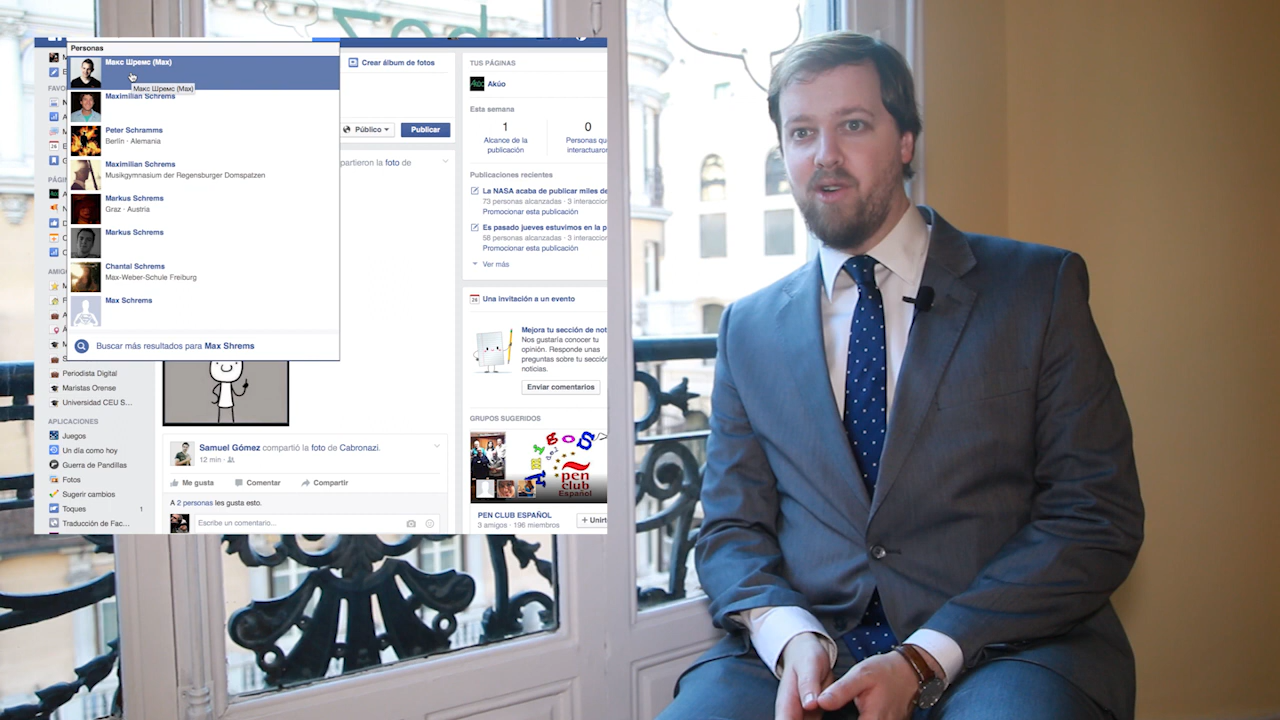 Personas
Макс Шремс (Max)
Макс Шремс (Max)
Maximilian Schrems
Peter Schramms
Berlín · Alemania
Maximilian Schrems
Musikgymnasium der Regensburger Domspatzen
Markus Schrems
Graz · Austria
Markus Schrems
Chantal Schrems
Max-Weber-Schule Freiburg
Max Schrems
Buscar más resultados para Max Shrems
FAVO
PÁGIN
AMIG
Periodista Digital
Maristas Orense
Universidad CEU S...
APLICACIONES
Juegos
Un día como hoy
Guerra de Pandillas
Fotos
Sugerir cambios
Toques 1
Traducción de Fac...
Crear álbum de fotos
Público
Publicar
partieron la foto de
Samuel Gómez compartió la foto de Cabronazi.
12 min ·
Me gusta Comentar Compartir
A 2 personas les gusta esto.
Escribe un comentario...
TUS PÁGINAS
Akúo
Esta semana
1 0
Alcance de la publicación
Personas qu
interactuaron
Publicaciones recientes
La NASA acaba de publicar miles de
73 personas alcanzadas · 3 interaccion
Promocionar esta publicación
Es pasado jueves estuvimos en la p
56 personas alcanzadas · 3 interaccion
Promocionar esta publicación
Ver más
Una invitación a un evento
Mejora tu sección de not
Nos gustaría conocer tu
opinión. Responde unas
preguntas sobre tu secció
noticias.
Enviar comentarios
GRUPOS SUGERIDOS
pen
club
Español
PEN CLUB ESPAÑOL
3 amigos · 196 miembros
+ Unirt